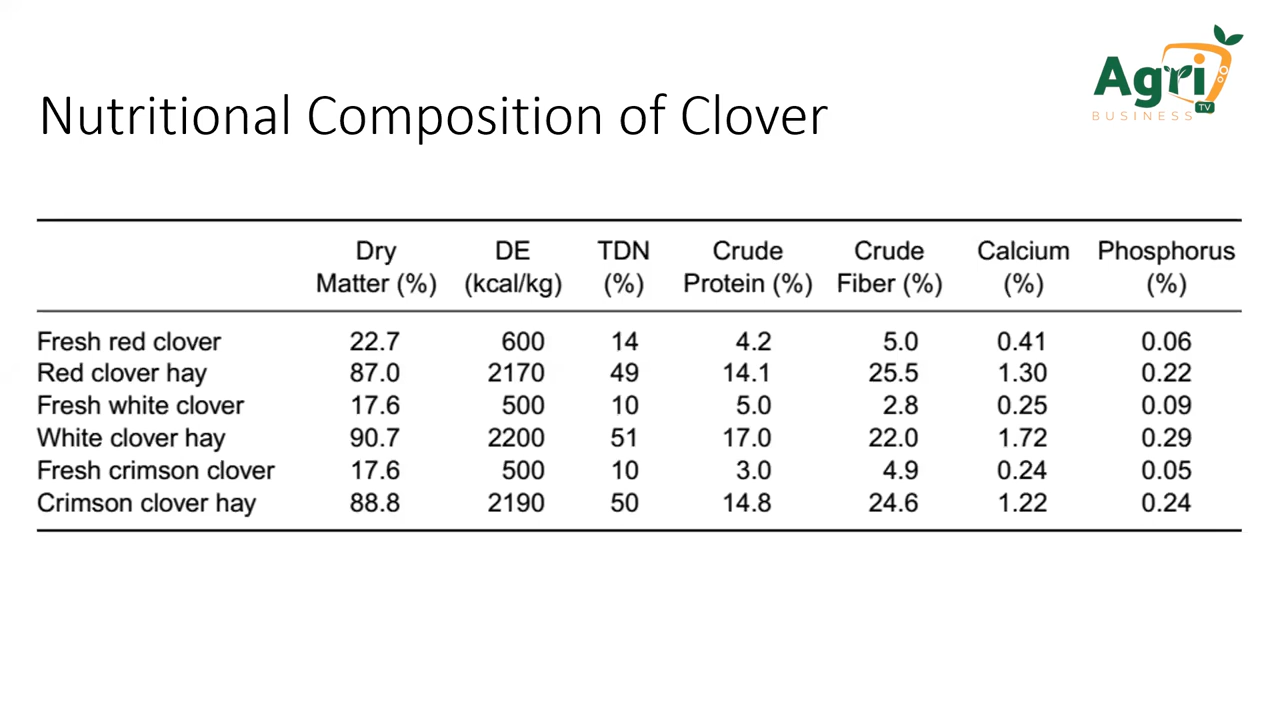 Agri
TV
BUSINESS
Nutritional Composition of Clover
Dry Matter (%) DE (kcal/kg) TDN (%) Crude Protein (%) Crude Fiber (%) Calcium (%) Phosphorus (%)
Fresh red clover 22.7 600 14 4.2 5.0 0.41 0.06
Red clover hay 87.0 2170 49 14.1 25.5 1.30 0.22
Fresh white clover 17.6 500 10 5.0 2.8 0.25 0.09
White clover hay 90.7 2200 51 17.0 22.0 1.72 0.29
Fresh crimson clover 17.6 500 10 3.0 4.9 0.24 0.05
Crimson clover hay 88.8 2190 50 14.8 24.6 1.22 0.24